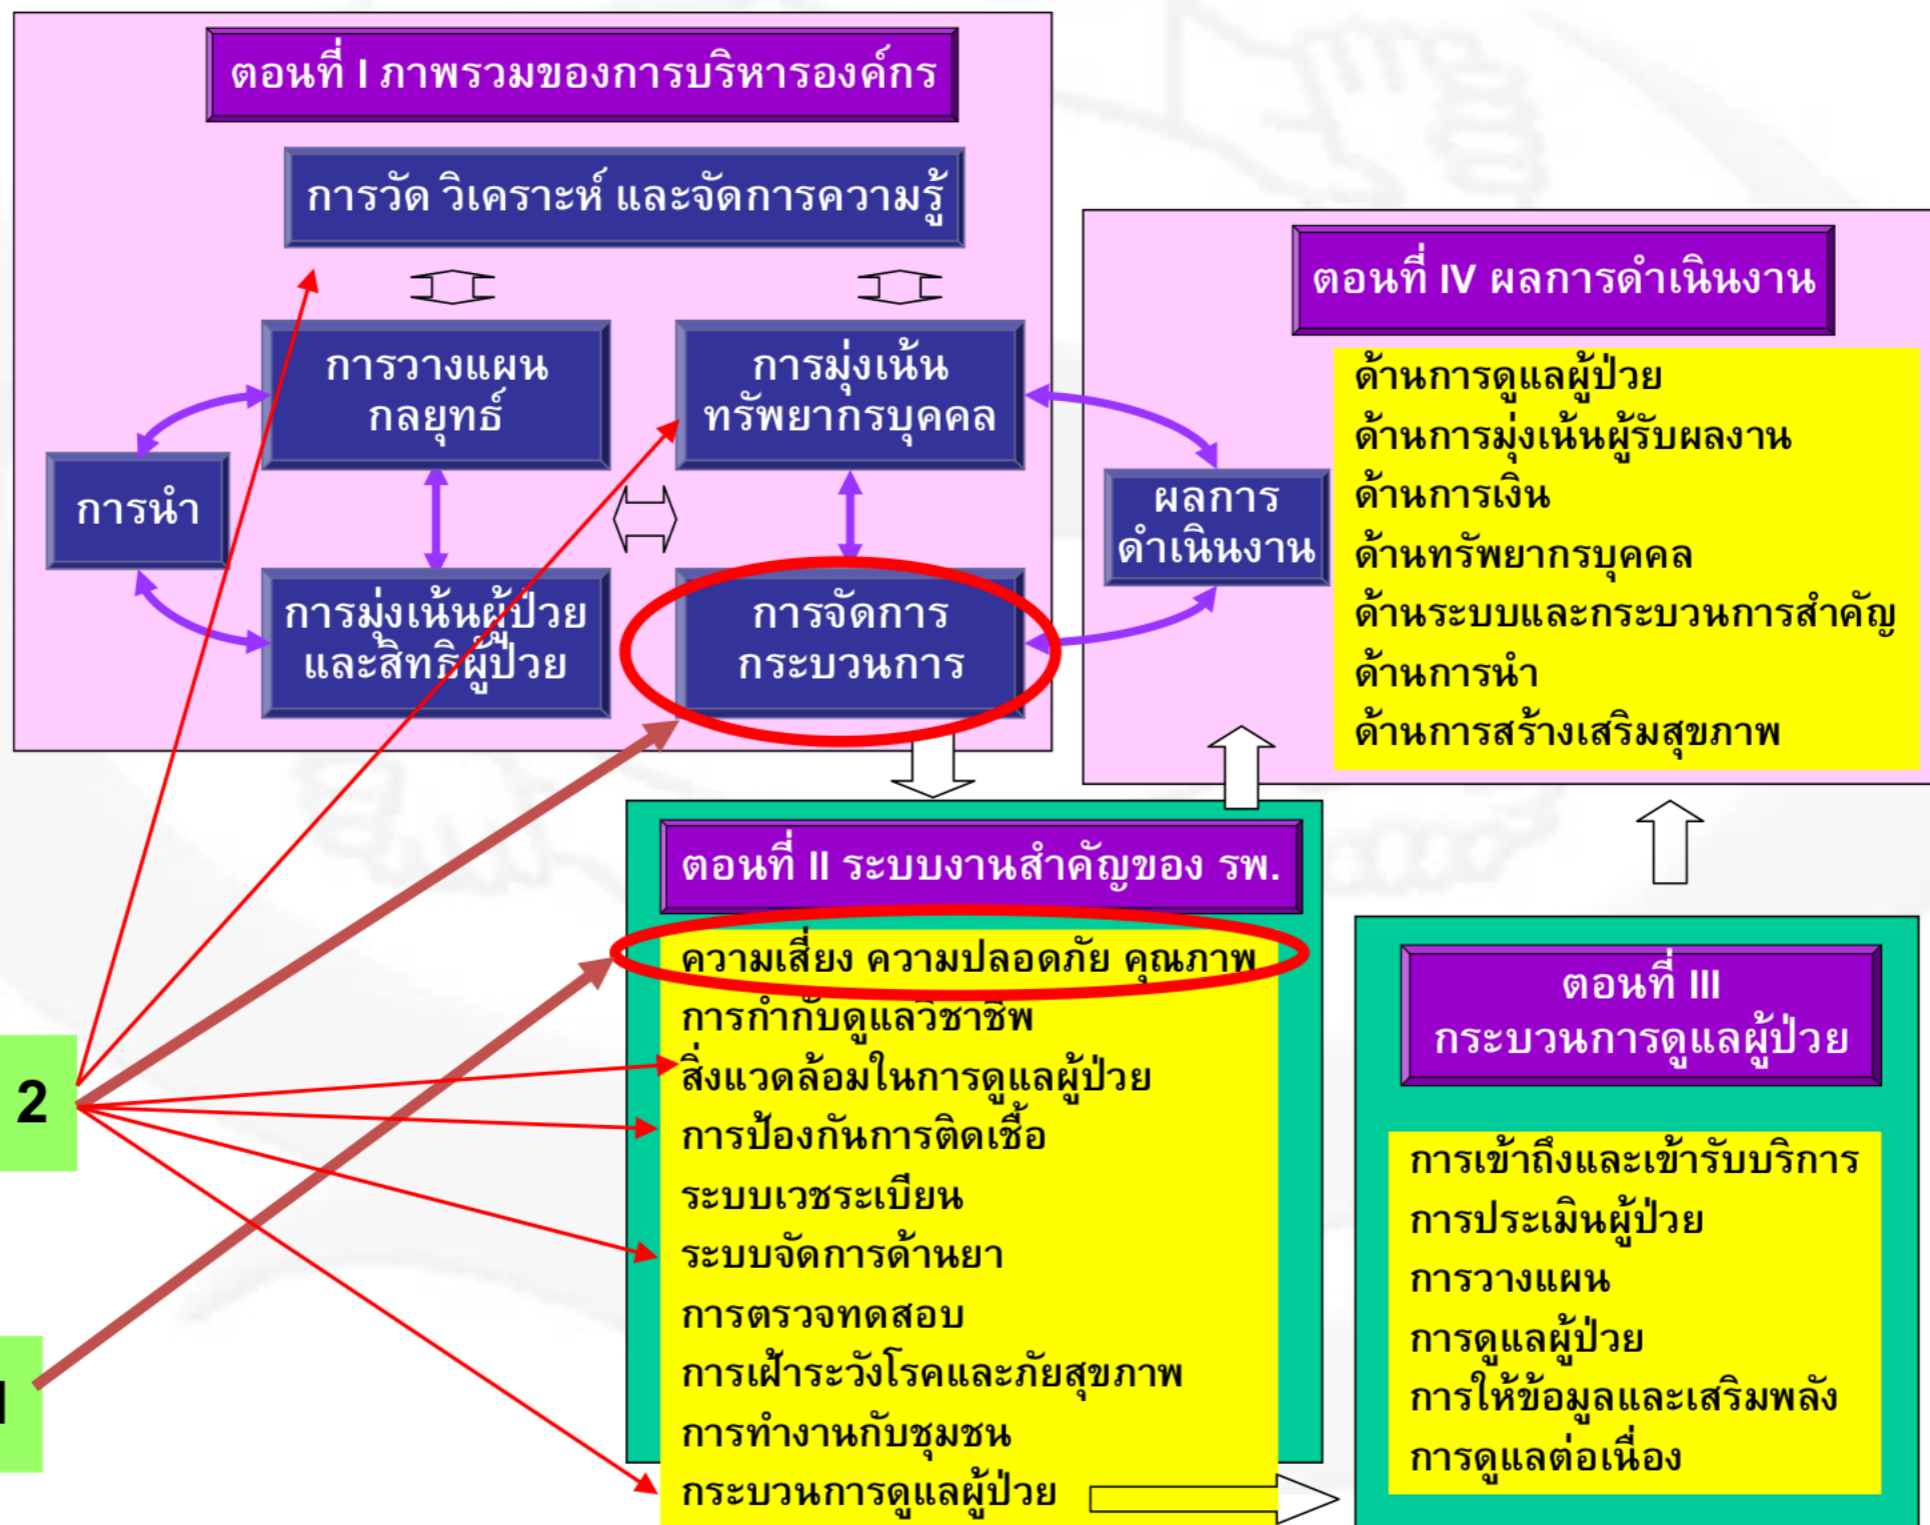 ตอนที่ I ภาพรวมของการบริหารองค์กร
การวัด วิเคราะห์ และจัดการความรู้
การวางแผน
กลยุทธ์
การมุ่งเน้น
ทรัพยากรบุคคล
การนำ
การมุ่งเน้นผู้ป่วย
และสิทธิผู้ป่วย
การจัดการ
กระบวนการ
ผลการ
ดำเนินงาน
ตอนที่ IV ผลการดำเนินงาน
ด้านการดูแลผู้ป่วย
ด้านการมุ่งเน้นผู้รับผลงาน
ด้านการเงิน
ด้านทรัพยากรบุคคล
ด้านระบบและกระบวนการสำคัญ
ด้านการนำ
ด้านการสร้างเสริมสุขภาพ
ตอนที่ II ระบบงานสำคัญของ รพ.
ความเสี่ยง ความปลอดภัย คุณภาพ
การกำกับดูแลวิชาชีพ
สิ่งแวดล้อมในการดูแลผู้ป่วย
การป้องกันการติดเชื้อ
ระบบเวชระเบียน
ระบบจัดการด้านยา
การตรวจทดสอบ
การเฝ้าระวังโรคและภัยสุขภาพ
การทำงานกับชุมชน
กระบวนการดูแลผู้ป่วย
ตอนที่ III
กระบวนการดูแลผู้ป่วย
การเข้าถึงและเข้ารับบริการ
การประเมินผู้ป่วย
การวางแผน
การดูแลผู้ป่วย
การให้ข้อมูลและเสริมพลัง
การดูแลต่อเนื่อง
2